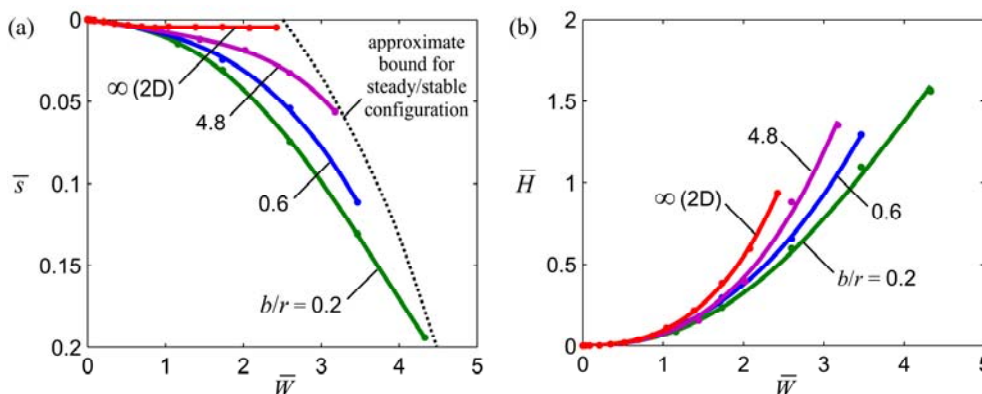 (a)
0
0.05
0.1
0.15
0.2
s̅
∞ (2D)
4.8
0.6
b/r = 0.2
approximate
bound for
steady/stable
configuration
0 1 2 3 4 5
W̅
(b)
2
1.5
1
0.5
0
H̅
∞ (2D)
4.8
0.6
b/r = 0.2
0 1 2 3 4 5
W̅